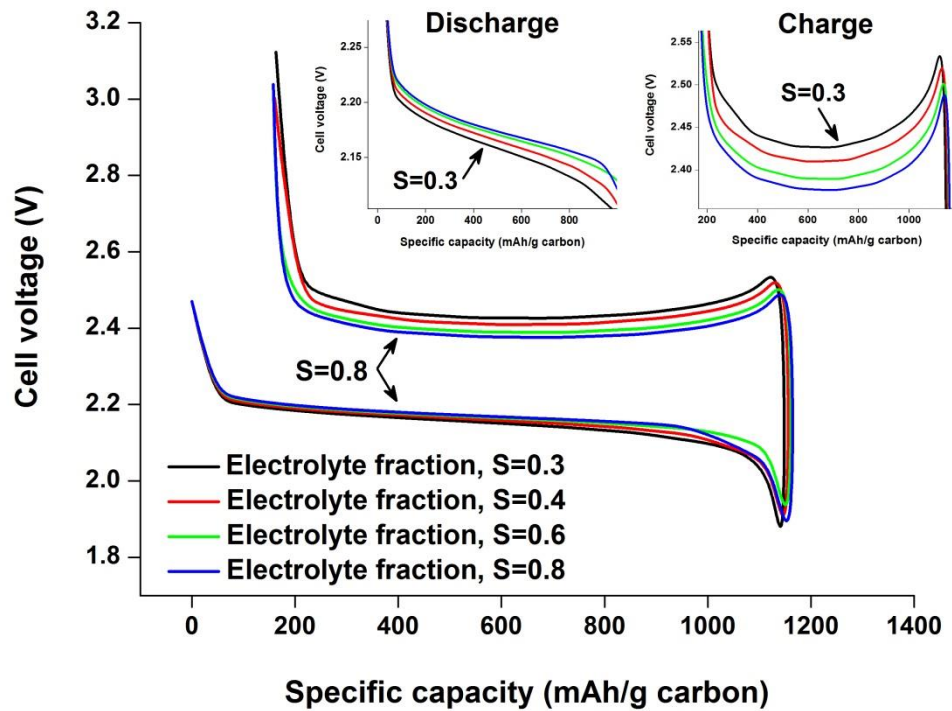 Discharge
Cell voltage (V)
2.25
2.20
2.15
S=0.3
0 200 400 600 800
Specific capacity (mAh/g carbon)
Charge
Cell voltage (V)
2.55
2.50
2.45
2.40
S=0.3
200 400 600 800 1000
Specific capacity (mAh/g carbon)
Cell voltage (V)
3.2
3.0
2.8
2.6
2.4
2.2
2.0
1.8
S=0.8
Electrolyte fraction, S=0.3
Electrolyte fraction, S=0.4
Electrolyte fraction, S=0.6
Electrolyte fraction, S=0.8
0 200 400 600 800 1000 1200 1400
Specific capacity (mAh/g carbon)